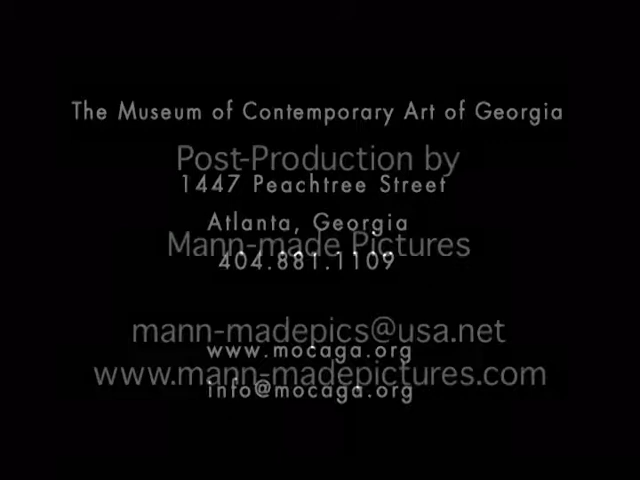 The Museum of Contemporary Art of Georgia
Post-Production by
1447 Peachtree Street
Atlanta, Georgia
Mann-made Pictures
404.881.1109
mann-madepics@usa.net
www.mocaga.org
www.mann-madepictures.com
info@mocaga.org